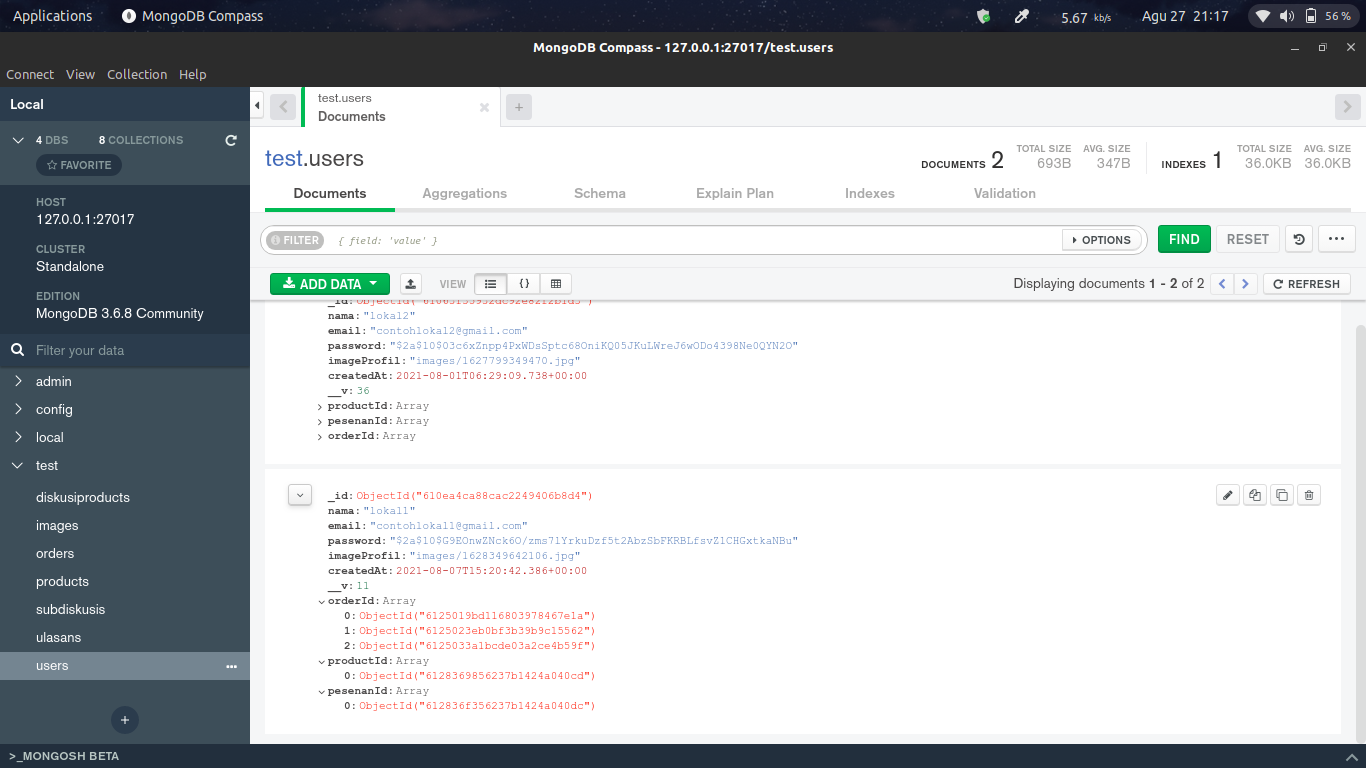 Applications MongoDB Compass 5.67 kb/s Agu 27 21:17 56 %
MongoDB Compass - 127.0.0.1:27017/test.users
Connect View Collection Help
Local
4 DBS 8 COLLECTIONS
FAVORITE
HOST
127.0.0.1:27017
CLUSTER
Standalone
EDITION
MongoDB 3.6.8 Community
Filter your data
admin
config
local
test
diskusiproducts
images
orders
products
subdiskusis
ulasans
users
>_MONGOSH BETA
test.users
Documents
test.users
DOCUMENTS 2 TOTAL SIZE 693B AVG. SIZE 347B INDEXES 1 TOTAL SIZE 36.0KB AVG. SIZE 36.0KB
Documents Aggregations Schema Explain Plan Indexes Validation
FILTER { field: 'value' } OPTIONS FIND RESET
ADD DATA VIEW { } Displaying documents 1 - 2 of 2 REFRESH
nama: "lokal2"
email: "contohlokal2@gmail.com"
password: "$2a$10$03c6xZnpp4PxWDsSptc68OniKQ05JKuLWreJ6wODo4398Ne0QYN2O"
imageProfil: "images/1627799349470.jpg"
createdAt: 2021-08-01T06:29:09.738+00:00
__v: 36
productId: Array
pesenanId: Array
orderId: Array
_id: ObjectId("610ea4ca88cac2249406b8d4")
nama: "lokal1"
email: "contohlokal1@gmail.com"
password: "$2a$10$G9EOnwZNck6O/zms71YrkuDzf5t2AbzSbFKRBLfsvZ1CHGxtkaNBu"
imageProfil: "images/1628349642106.jpg"
createdAt: 2021-08-07T15:20:42.386+00:00
__v: 11
orderId: Array
0: ObjectId("6125019bd116803978467e1a")
1: ObjectId("6125023eb0bf3b39b9c15562")
2: ObjectId("6125033a1bcde03a2ce4b59f")
productId: Array
0: ObjectId("6128369856237b1424a040cd")
pesenanId: Array
0: ObjectId("612836f356237b1424a040dc")